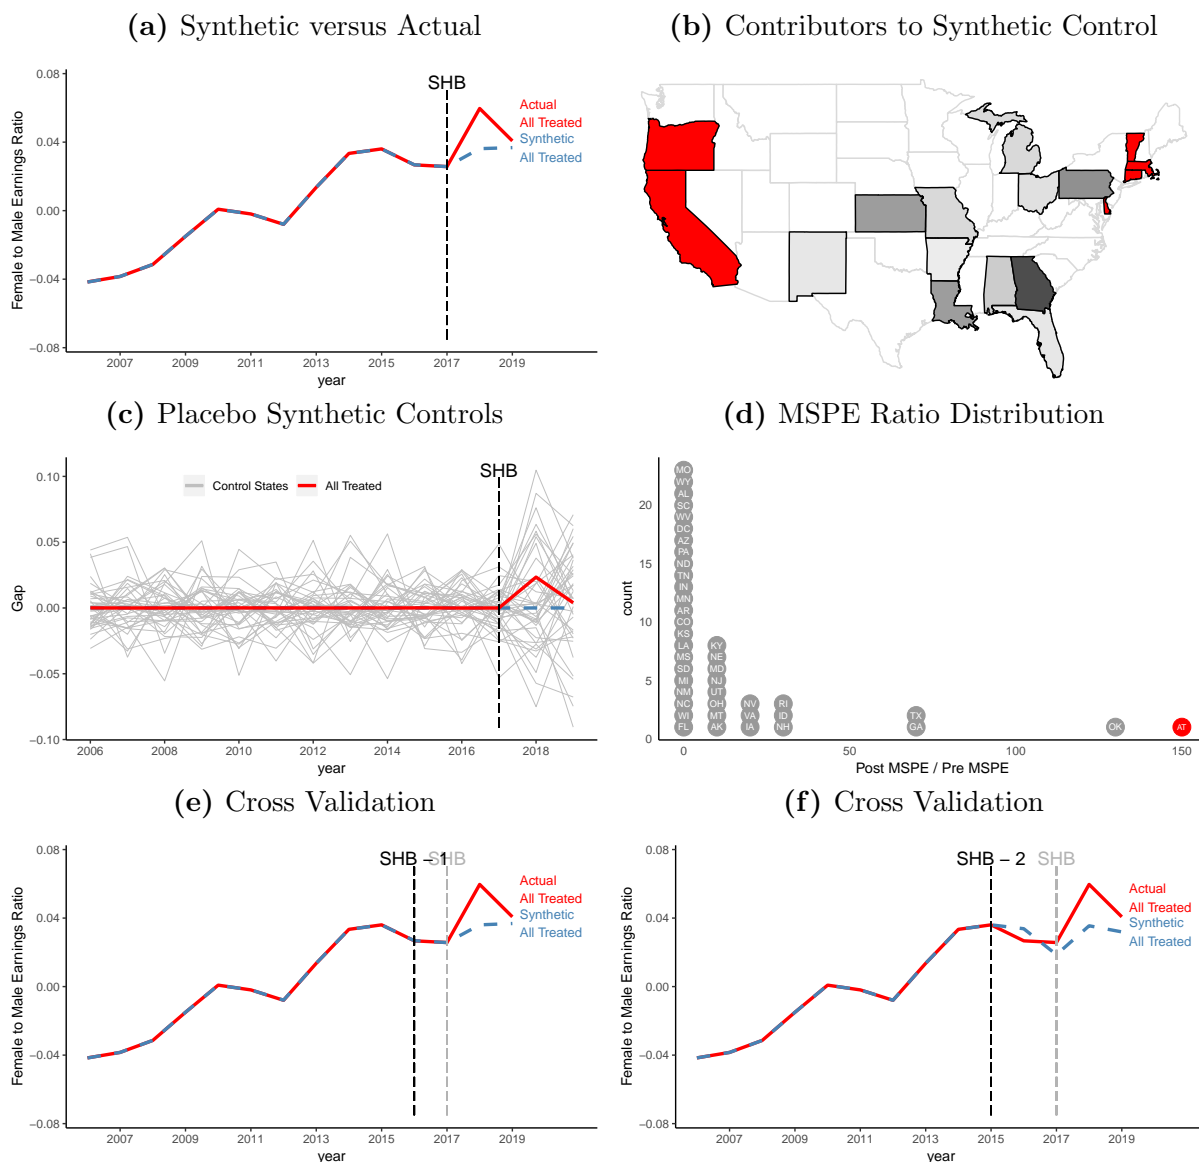 (a) Synthetic versus Actual
0.08
0.04
0.00
−0.04
−0.08
Female to Male Earnings Ratio
SHB
Actual
All Treated
Synthetic
All Treated
2007 2009 2010 2011 2013 2015 2017 2019
year
(b) Contributors to Synthetic Control
(c) Placebo Synthetic Controls
0.10
0.05
0.00
−0.05
−0.10
Gap
Control States All Treated
SHB
2006 2008 2010 2012 2014 2016 2018
year
(d) MSPE Ratio Distribution
20
15
10
5
0
count
MO
WY
AL
SC
WV
DC
AZ
PA
ND
TN
IN
MN
AR
CO
KS
LA
MS
SD
MI
NM
NC
WI
FL
KY
NE
MD
NJ
UT
OH
MT
AK
NV
VA
IA
RI
ID
NH
TX
GA
OK
AT
0 50 100 150
Post MSPE / Pre MSPE
(e) Cross Validation
0.08
0.04
0.00
−0.04
−0.08
Female to Male Earnings Ratio
SHB − 1
SHB
Actual
All Treated
Synthetic
All Treated
2007 2009 2010 2011 2013 2015 2017 2019
year
(f) Cross Validation
0.08
0.04
0.00
−0.04
−0.08
Female to Male Earnings Ratio
SHB − 2
SHB
Actual
All Treated
Synthetic
All Treated
2007 2009 2010 2011 2013 2015 2017 2019
year